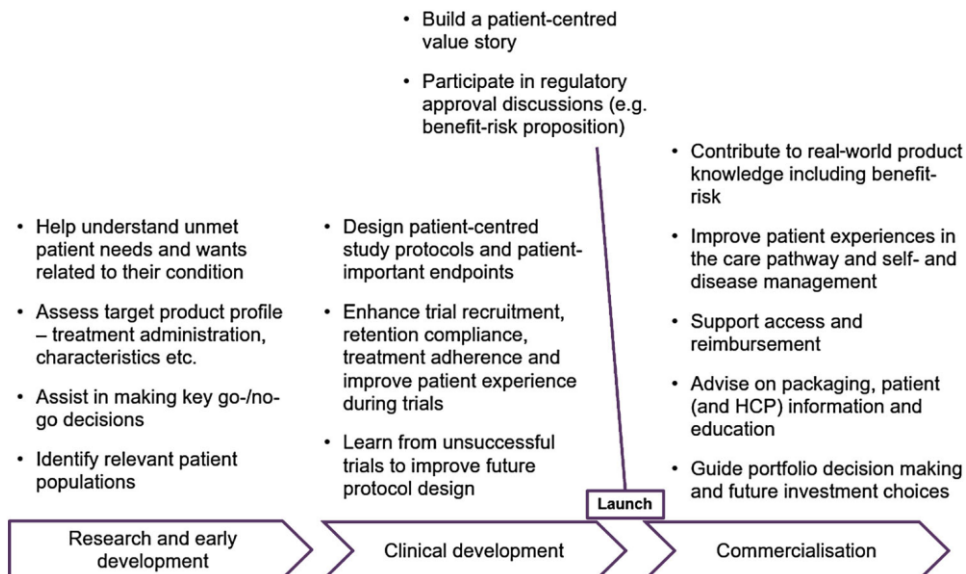 • Build a patient-centred
value story
• Participate in regulatory
approval discussions (e.g.
benefit-risk proposition)
• Help understand unmet
patient needs and wants
related to their condition
• Assess target product profile
– treatment administration,
characteristics etc.
• Assist in making key go-/no-
go decisions
• Identify relevant patient
populations
• Design patient-centred
study protocols and patient-
important endpoints
• Enhance trial recruitment,
retention compliance,
treatment adherence and
improve patient experience
during trials
• Learn from unsuccessful
trials to improve future
protocol design
• Contribute to real-world product
knowledge including benefit-
risk
• Improve patient experiences in
the care pathway and self- and
disease management
• Support access and
reimbursement
• Advise on packaging, patient
(and HCP) information and
education
• Guide portfolio decision making
and future investment choices
Launch
Research and early
development
Clinical development
Commercialisation